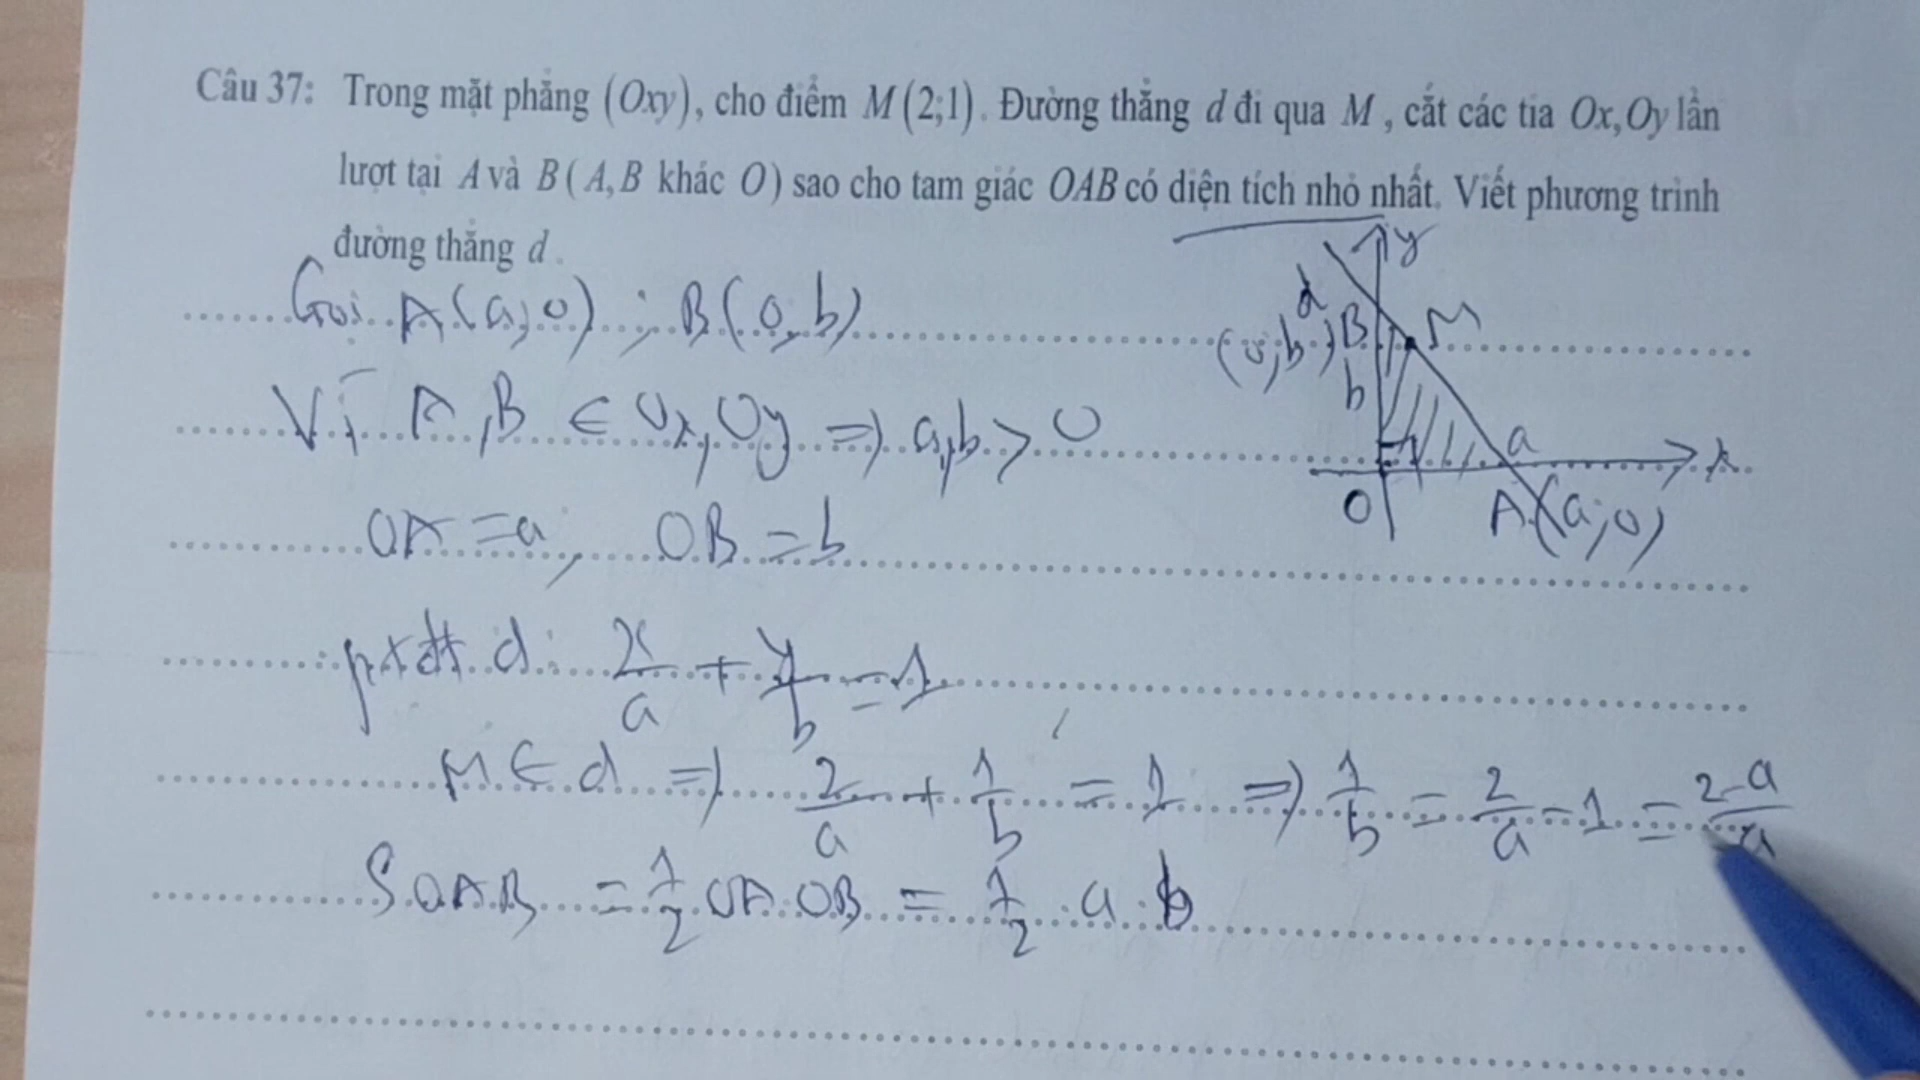 Câu 37: Trong mặt phẳng (Oxy), cho điểm M(2;1). Đường thẳng d đi qua M, cắt các tia Ox,Oy lần
lượt tại A và B(A,B khác O) sao cho tam giác OAB có diện tích nhỏ nhất. Viết phương trình
đường thẳng d.
y
Gọi A(a;0); B(0,b)
d
(0;b) B M
b
Vì A,B ∈ Ox,Oy ⇒ a,b > 0
a
x
O A(a;0)
OA = a, OB = b
ptđt d: x/a + y/b = 1
M ∈ d ⇒ 2/a + 1/b = 1 ⇒ 1/b = 2/a - 1 = 2-a/a
SOAB = 1/2 OA.OB = 1/2 . a . b